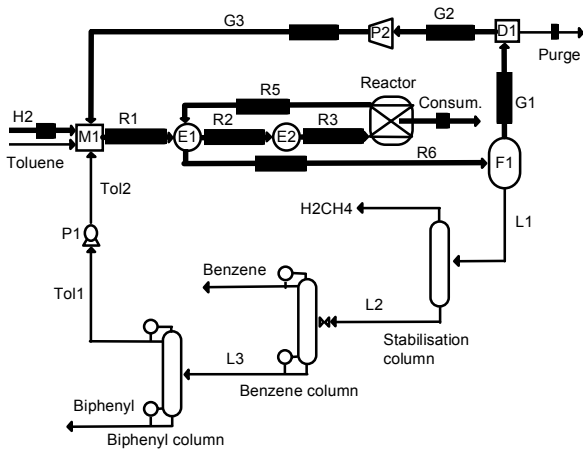 G3
P2
G2
D1
Purge
Reactor
R5
Consum.
G1
H2
R1
R2
R3
M1
E1
E2
Toluene
R6
F1
Tol2
H2CH4
L1
P1
Benzene
Tol1
L2
Stabilisation
column
L3
Benzene column
Biphenyl
Biphenyl column